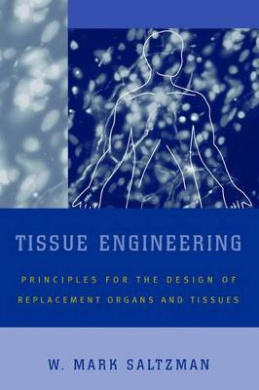 TISSUE ENGINEERING
PRINCIPLES FOR THE DESIGN OF
REPLACEMENT ORGANS AND TISSUES
W. MARK SALTZMAN